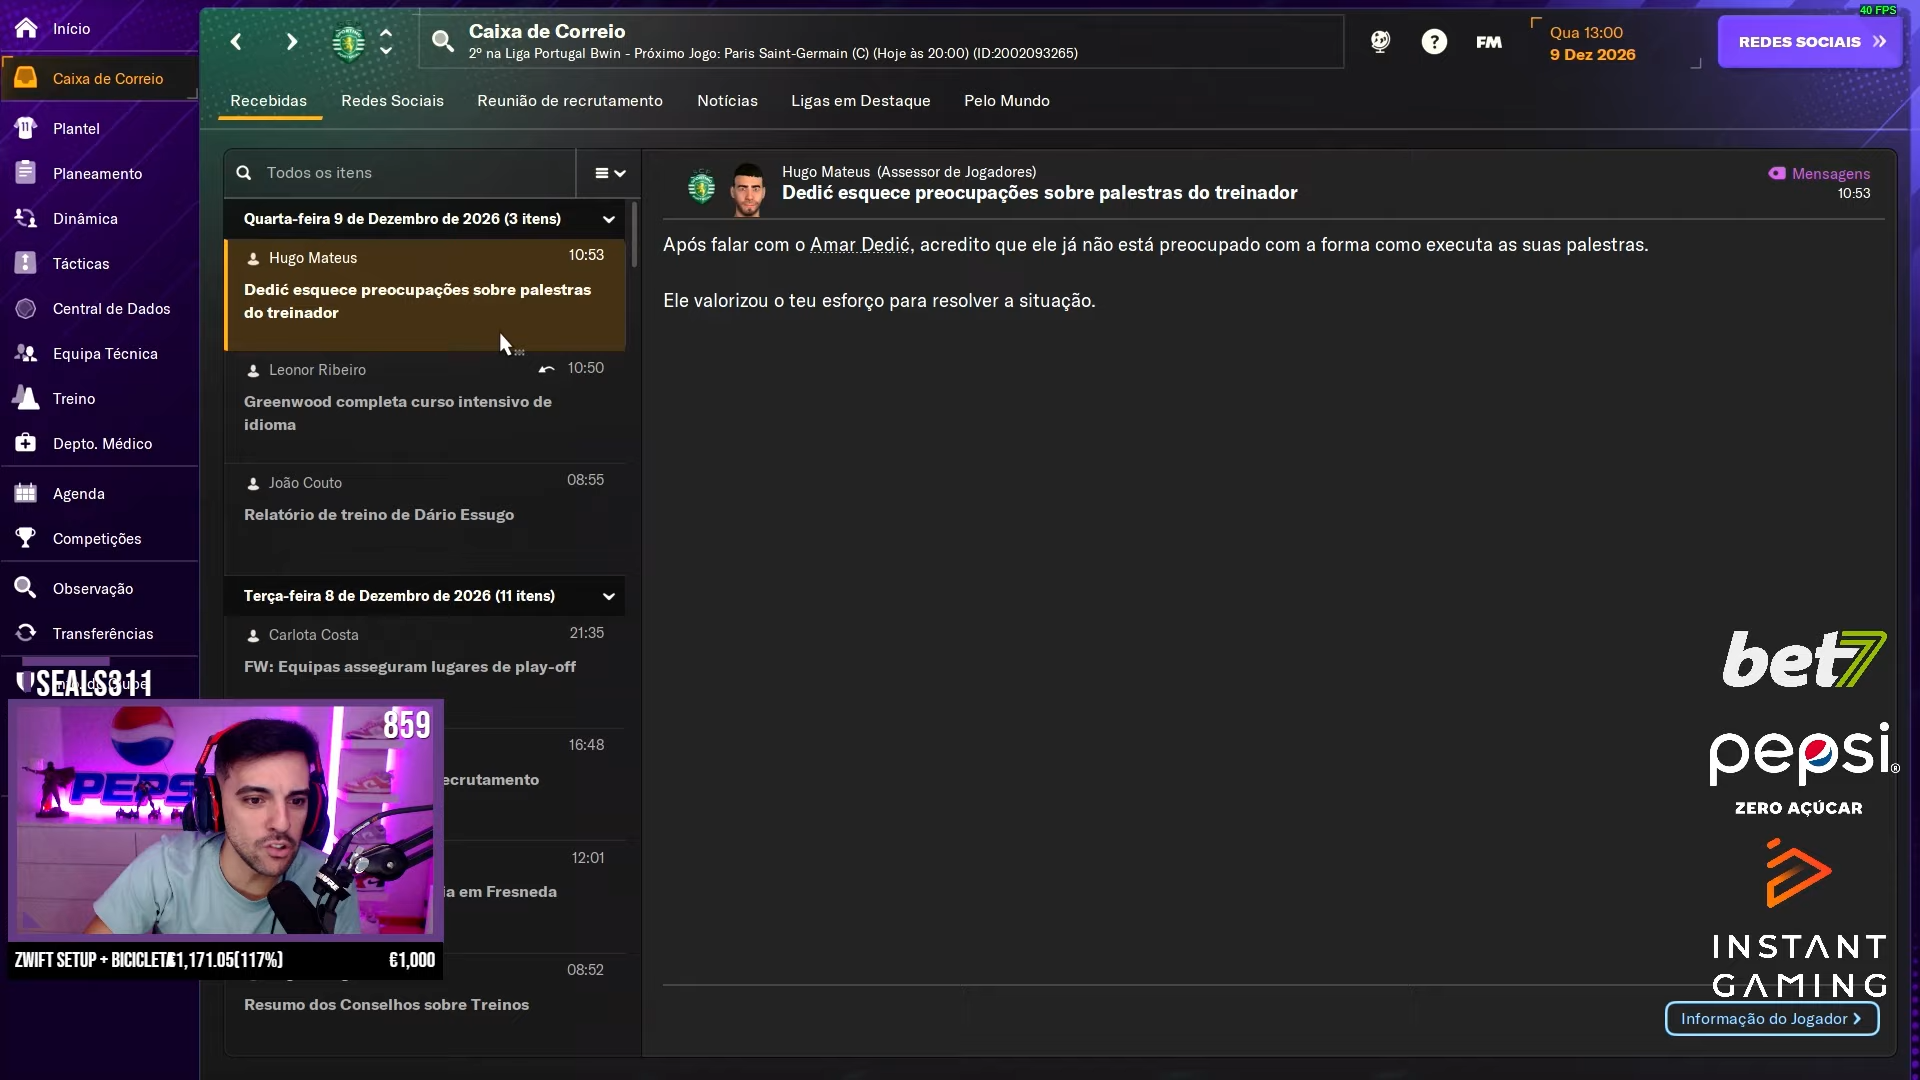 40 FPS
Início
Caixa de Correio
Plantel
Planeamento
Dinâmica
Tácticas
Central de Dados
Equipa Técnica
Treino
Depto. Médico
Agenda
Competições
Observação
Transferências
Caixa de Correio
2º na Liga Portugal Bwin - Próximo Jogo: Paris Saint-Germain (C) (Hoje às 20:00) (ID:2002093265)
?
FM
Qua 13:00
9 Dez 2026
REDES SOCIAIS
Recebidas
Redes Sociais
Reunião de recrutamento
Notícias
Ligas em Destaque
Pelo Mundo
Todos os itens
Quarta-feira 9 de Dezembro de 2026 (3 itens)
Hugo Mateus
10:53
Dedić esquece preocupações sobre palestras
do treinador
Leonor Ribeiro
10:50
Greenwood completa curso intensivo de
idioma
João Couto
08:55
Relatório de treino de Dário Essugo
Terça-feira 8 de Dezembro de 2026 (11 itens)
Carlota Costa
21:35
FW: Equipas asseguram lugares de play-off
16:48
ecrutamento
12:01
ia em Fresneda
08:52
Resumo dos Conselhos sobre Treinos
Hugo Mateus (Assessor de Jogadores)
Dedić esquece preocupações sobre palestras do treinador
Mensagens
10:53
Após falar com o Amar Dedić, acredito que ele já não está preocupado com a forma como executa as suas palestras.
Ele valorizou o teu esforço para resolver a situação.
Informação do Jogador
SEALS311
859
PEPS
SHURE
ZWIFT SETUP + BICICLETA
€1,171.05(117%)
€1,000
bet7
pepsi®
ZERO AÇÚCAR
INSTANT
GAMING